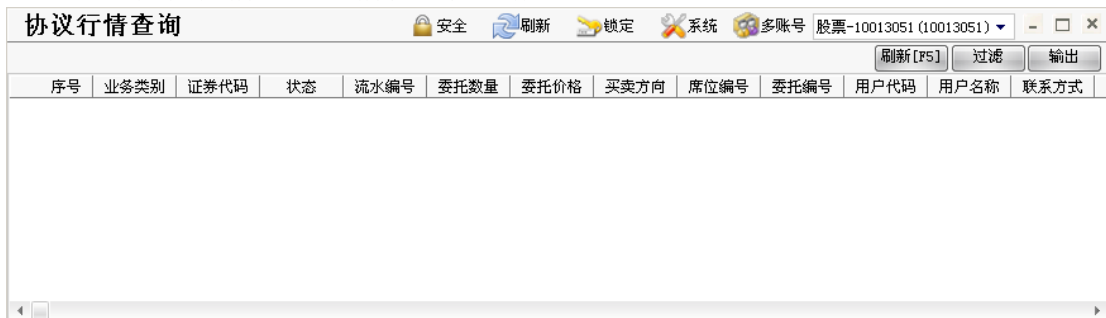 协议行情查询 安全 刷新 锁定 系统 多账号 股票-10013051(10013051)
刷新[F5] 过滤 输出
序号 业务类别 证券代码 状态 流水编号 委托数量 委托价格 买卖方向 席位编号 委托编号 用户代码 用户名称 联系方式